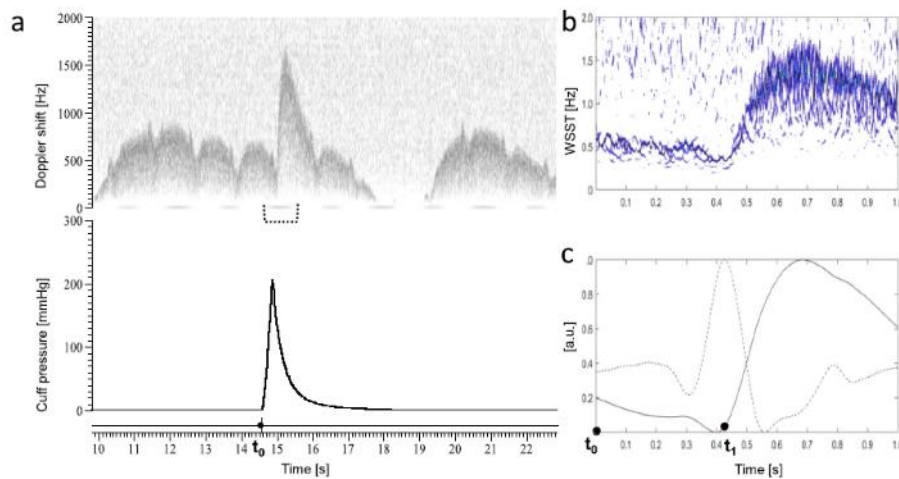 a
2000
1500
1000
500
0
Doppler shift [Hz]
300
200
100
0
Cuff pressure [mmHg]
t0
10 11 12 13 14 15 16 17 18 19 20 21 22
Time [s]
b
2.0
1.5
1.0
0.5
0
WSST [Hz]
0.1 0.2 0.3 0.4 0.5 0.6 0.7 0.8 0.9 1.0
c
.0
.8
.6
.4
.2
0
[a.u.]
t0
t1
0.1 0.2 0.3 0.4 0.5 0.6 0.7 0.8 0.9 1.0
Time [s]